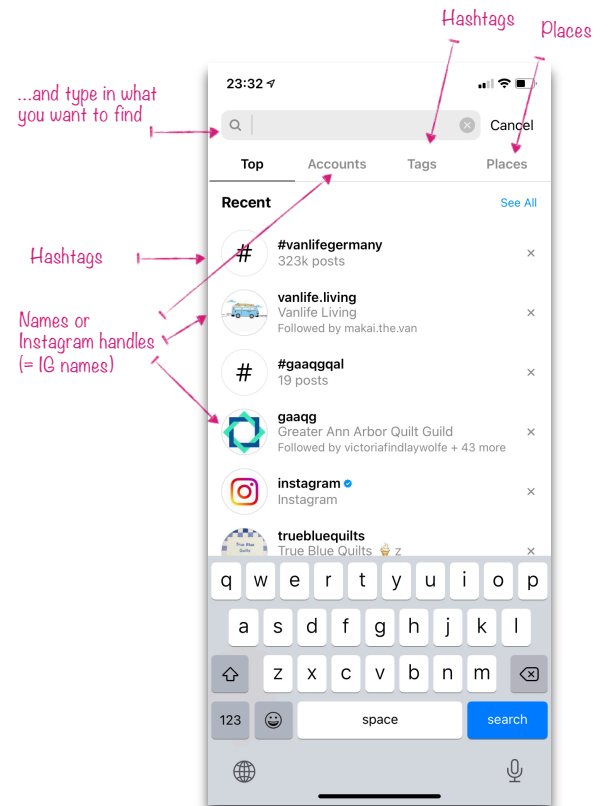 Hashtags
Places
...and type in what
you want to find
23:32
Cancel
Top Accounts Tags Places
Recent See All
Hashtags
# #vanlifegermany
323k posts
vanlife.living
Vanlife Living
Followed by makai.the.van
Names or
Instagram handles
(= IG names)
# #gaaqgqal
19 posts
gaaqg
Greater Ann Arbor Quilt Guild
Followed by victoriafindlaywolfe + 43 more
instagram
Instagram
True Blue
Quilts
truebluequilts
True Blue Quilts 🍦 z
q w e r t y u i o p
a s d f g h j k l
z x c v b n m
123 space search